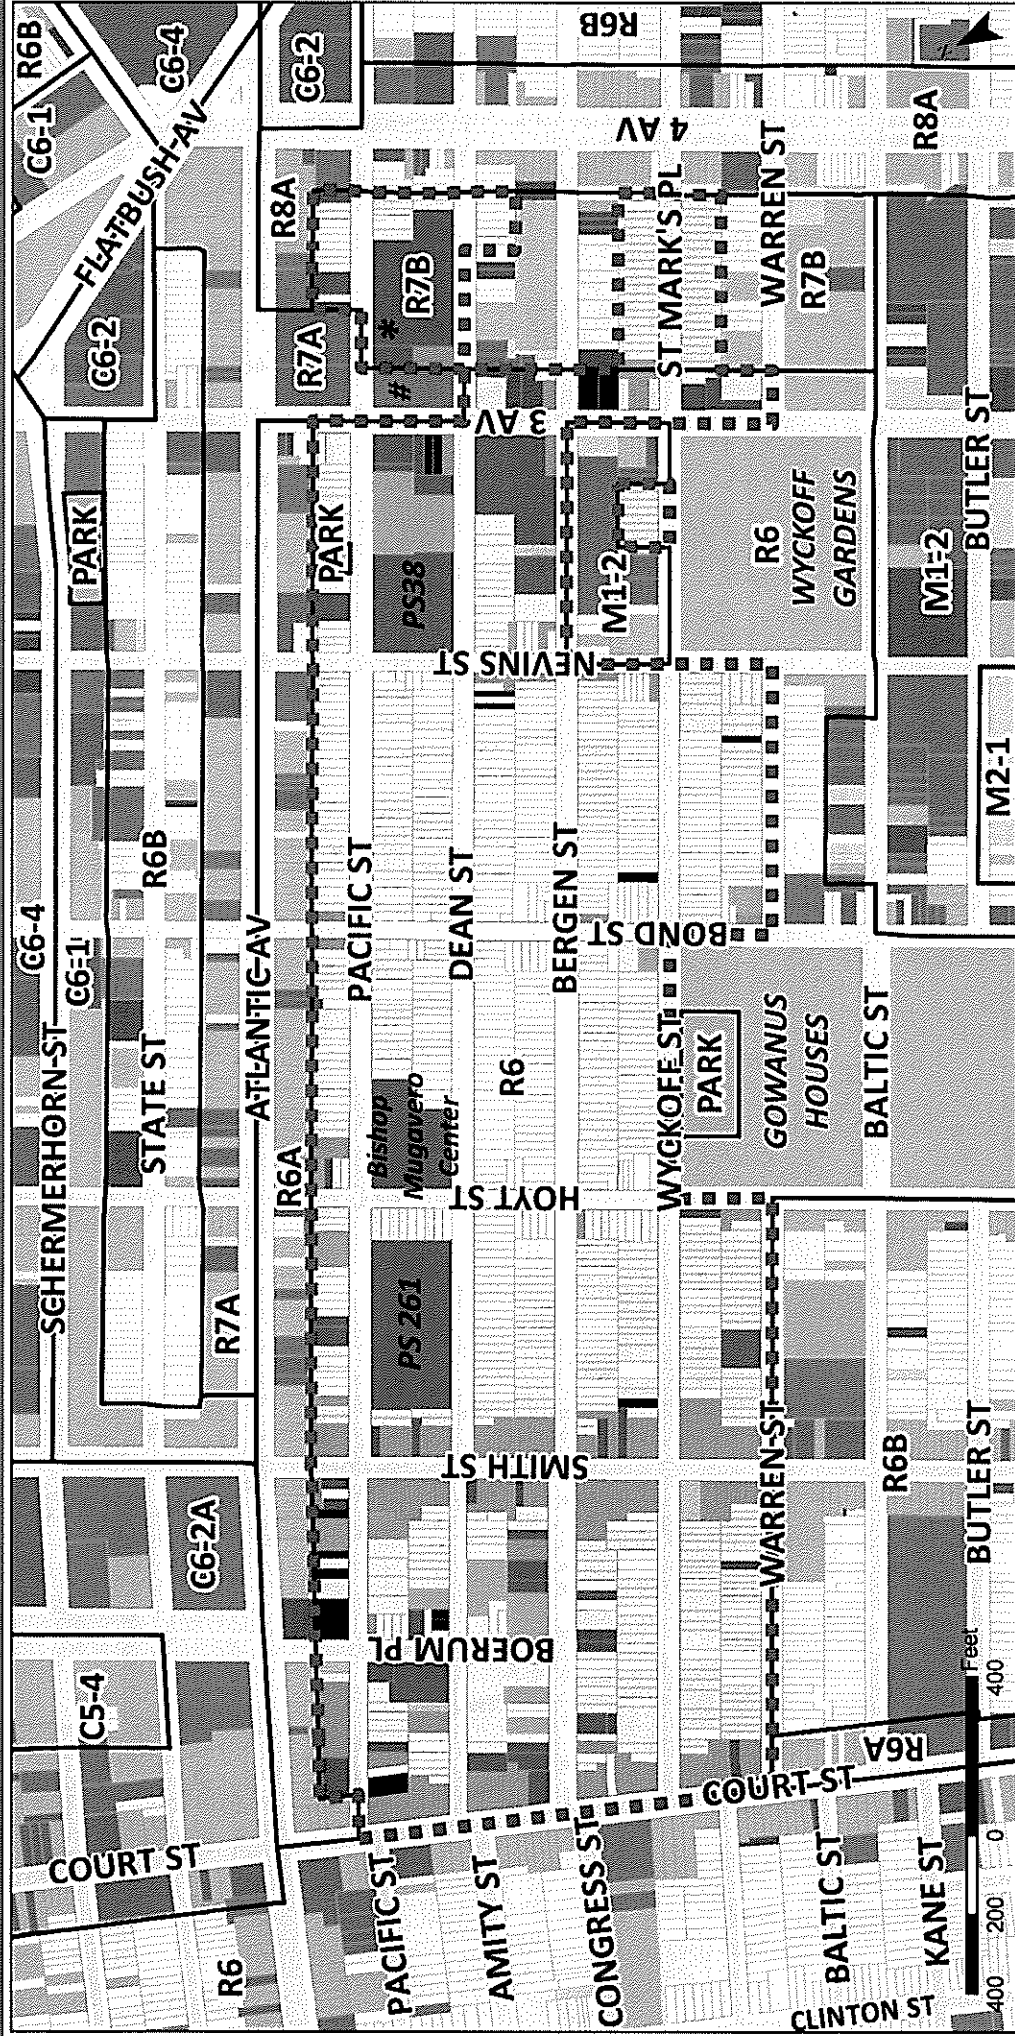 R6B
C6-1
C6-4
C6-2
R6B
FLATBUSH AV
R8A
4 AV
R8A
C6-2
R7A
*
#
R7B
ST MARK'S PL
WARREN ST
R7B
3 AV
BUTLER ST
PARK
PARK
PS38
M1-2
R6
WYCKOFF
GARDENS
M1-2
NEVINS ST
M2-1
C6-4
C6-1
R6B
PACIFIC ST
DEAN ST
BERGEN ST
BOND ST
SCHERMERHORN ST
STATE ST
ATLANTIC AV
R6A
Bishop
Mugavero
Center
R6
WYCKOFF ST
PARK
GOWANUS
HOUSES
BALTIC ST
HOYT ST
R7A
PS 261
SMITH ST
WARREN ST
R6B
BUTLER ST
C6-2A
C5-4
BOERUM PL
COURT ST
R6A
COURT ST
R6
PACIFIC ST
AMITY ST
CONGRESS ST
BALTIC ST
KANE ST
CLINTON ST
400 200 0 400
Feet